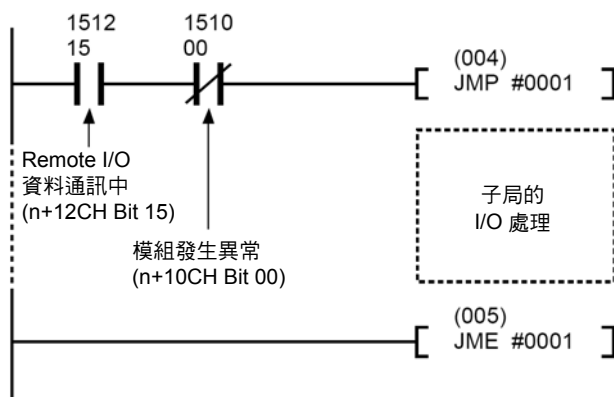 1512
15
1510
00
(004)
JMP #0001
Remote I/O
資料通訊中
(n+12CH Bit 15)
子局的
I/O 處理
模組發生異常
(n+10CH Bit 00)
(005)
JME #0001